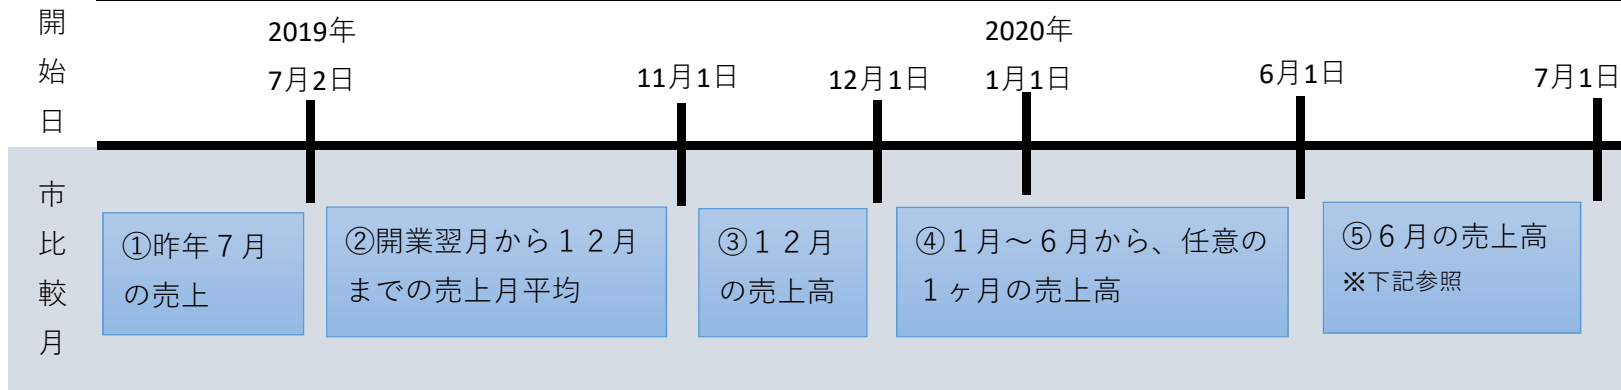 開始日
2019年
7月2日
11月1日
12月1日
2020年
1月1日
6月1日
7月1日
市比較月
①昨年７月
の売上
②開業翌月から１２月
までの売上月平均
③１２月
の売上高
④１月～６月から、任意の
１ヶ月の売上高
⑤６月の売上高
※下記参照